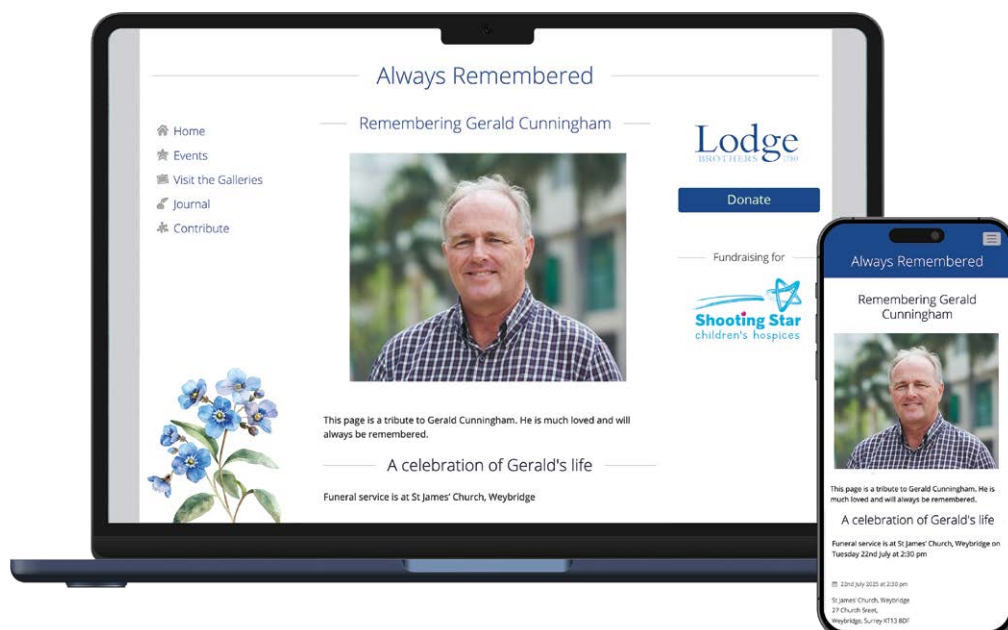 Always Remembered
Home
Events
Visit the Galleries
Journal
Contribute
Remembering Gerald Cunningham
This page is a tribute to Gerald Cunningham. He is much loved and will
always be remembered.
A celebration of Gerald's life
Funeral service is at St James' Church, Weybridge
Lodge
BROTHERS 1780
Donate
Fundraising for
Shooting Star
children's hospices
Always Remembered
Remembering Gerald
Cunningham
This page is a tribute to Gerald Cunningham. He is
much loved and will always be remembered.
A celebration of Gerald's life
Funeral service is at St James' Church, Weybridge on
Tuesday 22nd July at 2:30 pm
22nd July 2025 at 2:30 pm
St James' Church, Weybridge
27 Church Sreet,
Weybridge, Surrey KT13 8DF